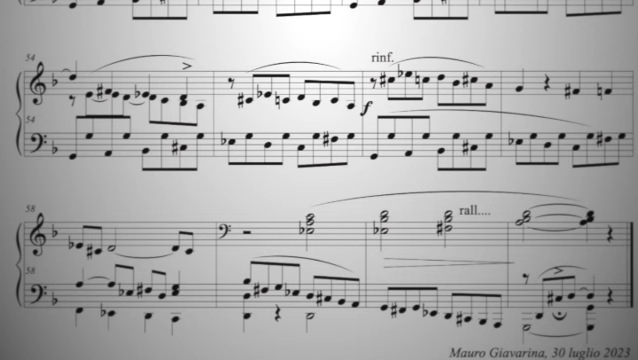 54
rinf.
f
54
58
rall....
58
Mauro Giavarina, 30 luglio 2023